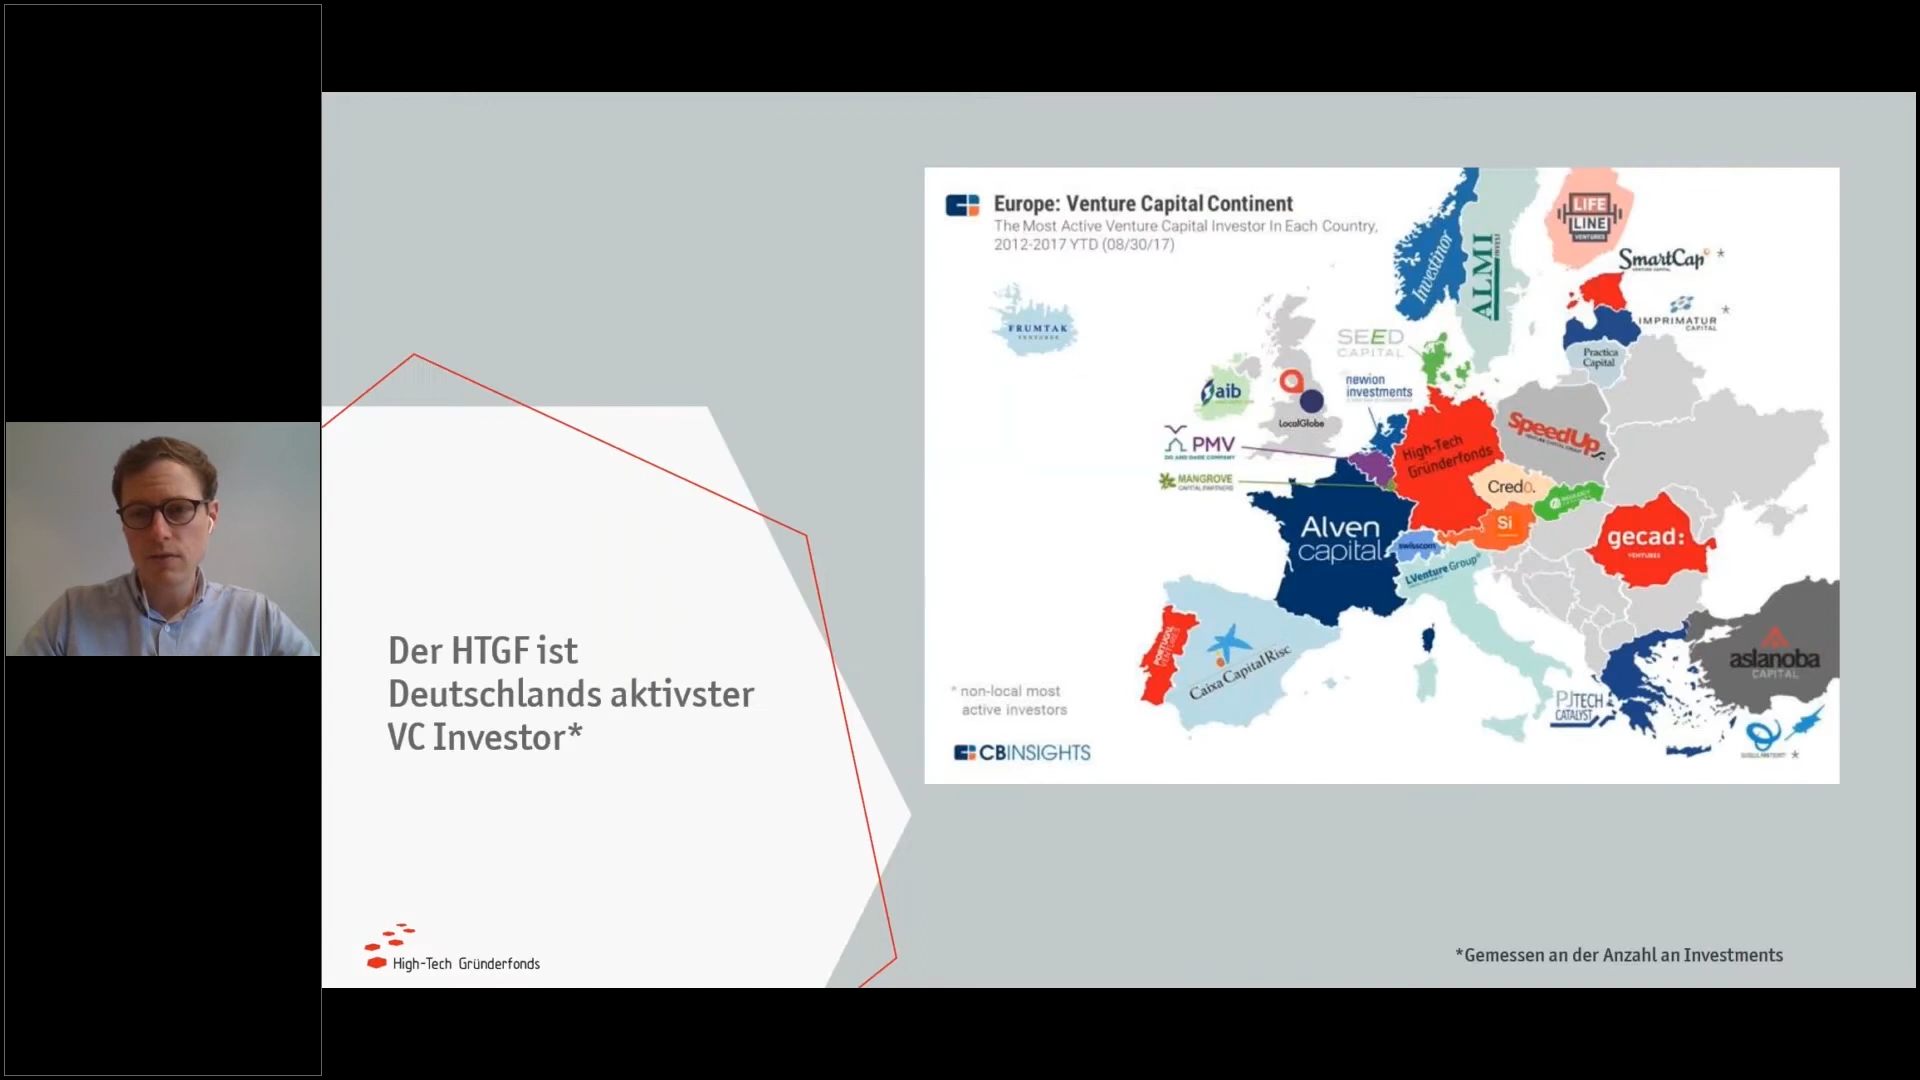 Der HTGF ist
Deutschlands aktivster
VC Investor*
High-Tech Gründerfonds
Europe: Venture Capital Continent
The Most Active Venture Capital Investor In Each Country,
2012-2017 YTD (08/30/17)
FRUMTAK
VENTURES
Investinor
ALMI
INVEST
LIFE
LINE
VENTURES
SmartCap *
IMPRIMATUR *
CAPITAL
Practica
Capital
SEED
CAPITAL
newion
investments
aib
LocalGlobe
PMV
MANGROVE
CAPITAL PARTNERS
High-Tech
Gründerfonds
SpeedUp
Credo.
Si
swisscom
Alven
capital
LVenture Group*
gecad:
VENTURES
PORTUGAL
VENTURES
Caixa Capital Risc
aslanoba
CAPITAL
PJTECH
CATALYST
*
* non-local most
active investors
CBINSIGHTS
*Gemessen an der Anzahl an Investments